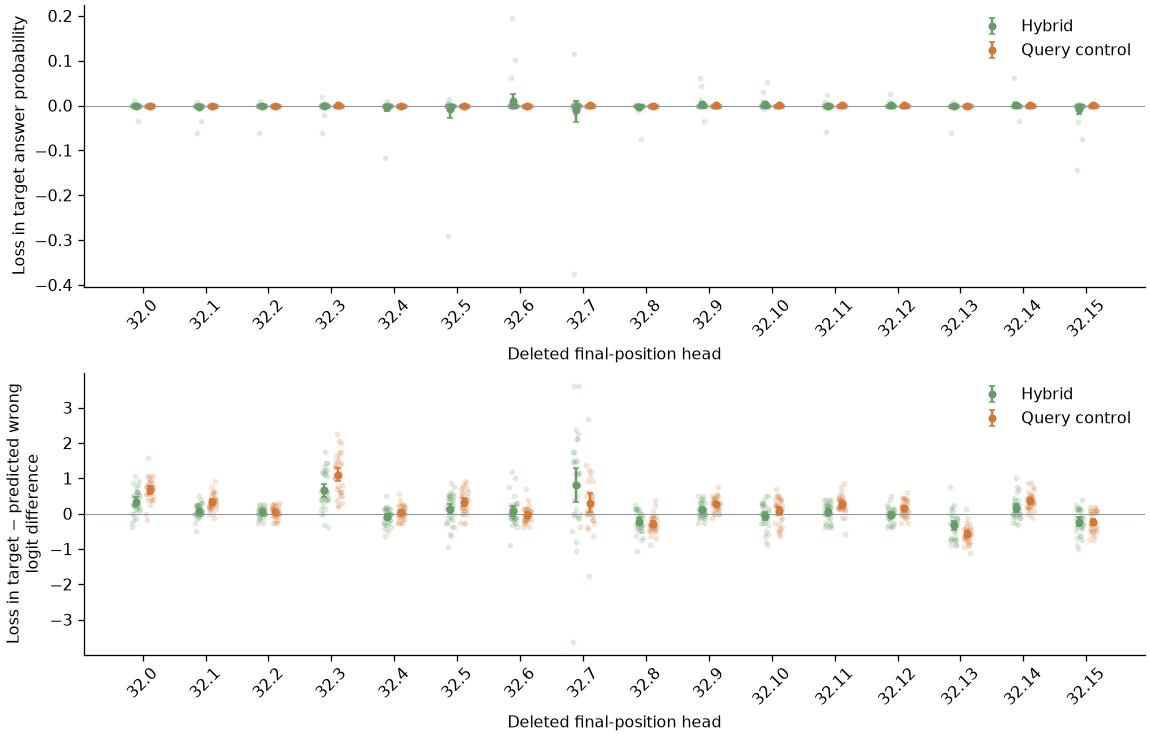 Loss in target answer probability
0.2
0.1
0.0
−0.1
−0.2
−0.3
−0.4
Hybrid
Query control
32.0 32.1 32.2 32.3 32.4 32.5 32.6 32.7 32.8 32.9 32.10 32.11 32.12 32.13 32.14 32.15
Deleted final-position head
Loss in target − predicted wrong
logit difference
3
2
1
0
−1
−2
−3
Hybrid
Query control
32.0 32.1 32.2 32.3 32.4 32.5 32.6 32.7 32.8 32.9 32.10 32.11 32.12 32.13 32.14 32.15
Deleted final-position head